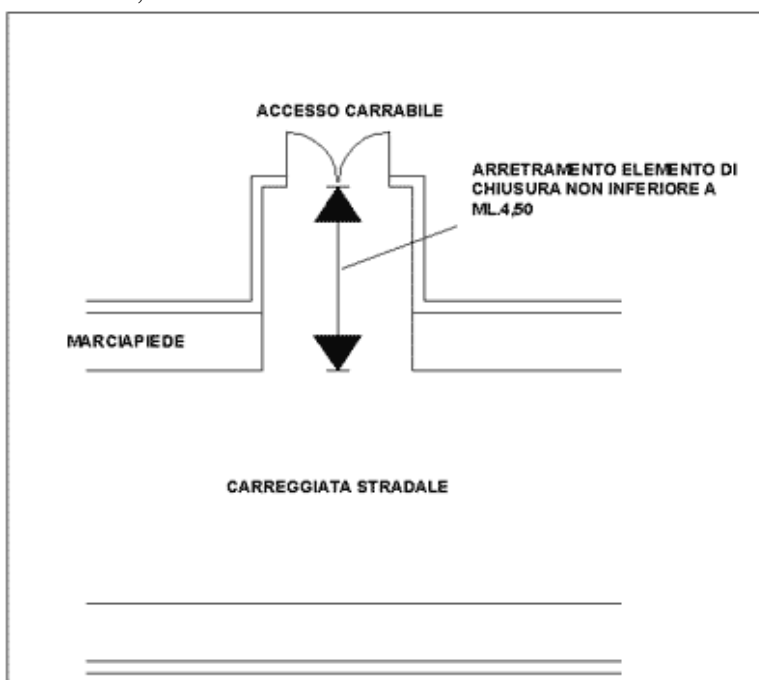 ACCESSO CARRABILE
ARRETRAMENTO ELEMENTO DI
CHIUSURA NON INFERIORE A
ML.4,50
MARCIAPIEDE
CARREGGIATA STRADALE